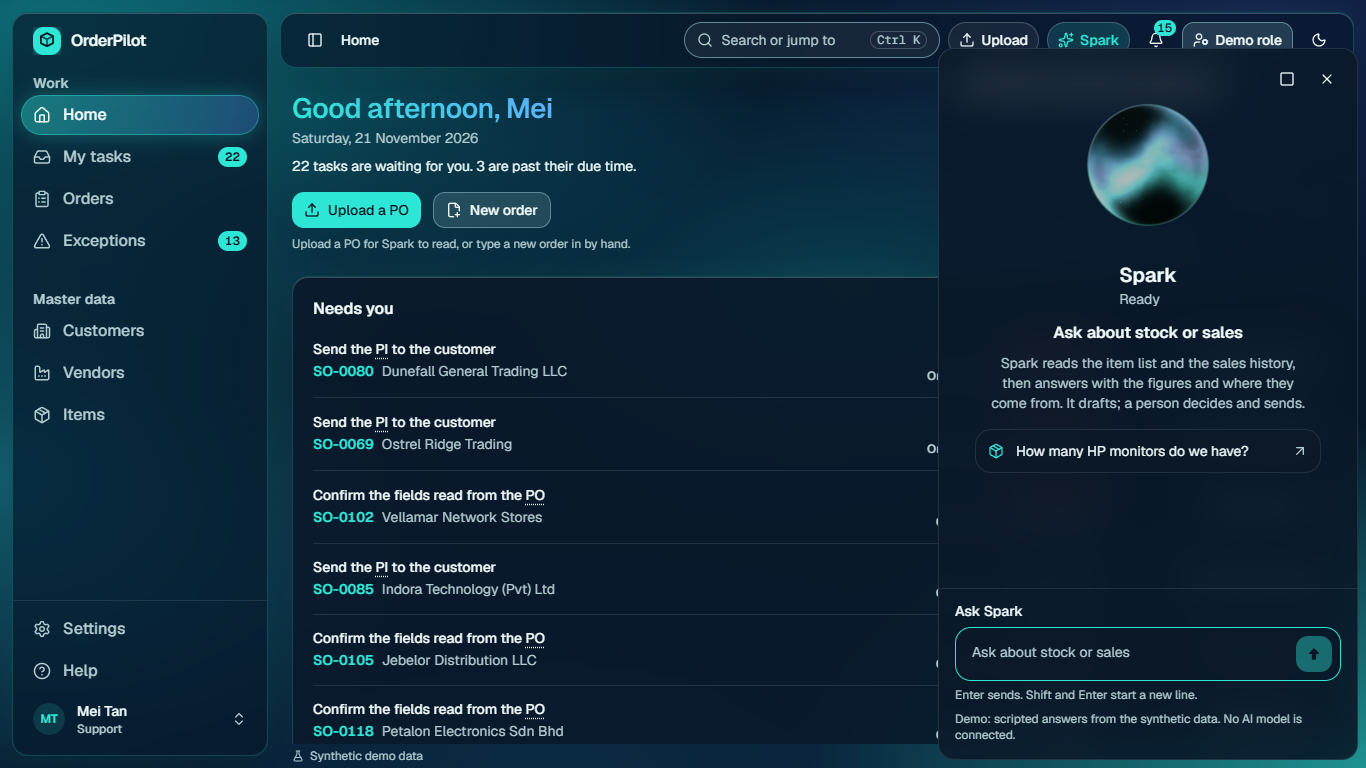 OrderPilot
Work
Home
My tasks
22
Orders
Exceptions
13
Master data
Customers
Vendors
Items
Settings
Help
MT
Mei Tan
Support
Home
Search or jump to
Ctrl K
Upload
Spark
15
Demo role
Good afternoon, Mei
Saturday, 21 November 2026
22 tasks are waiting for you. 3 are past their due time.
Upload a PO
New order
Upload a PO for Spark to read, or type a new order in by hand.
Needs you
Send the PI to the customer
SO-0080 Dunefall General Trading LLC
Send the PI to the customer
SO-0069 Ostrel Ridge Trading
Confirm the fields read from the PO
SO-0102 Vellamar Network Stores
Send the PI to the customer
SO-0085 Indora Technology (Pvt) Ltd
Confirm the fields read from the PO
SO-0105 Jebelor Distribution LLC
Confirm the fields read from the PO
SO-0118 Petalon Electronics Sdn Bhd
Synthetic demo data
Spark
Ready
Ask about stock or sales
Spark reads the item list and the sales history,
then answers with the figures and where they
come from. It drafts; a person decides and sends.
How many HP monitors do we have?
Ask Spark
Ask about stock or sales
Enter sends. Shift and Enter start a new line.
Demo: scripted answers from the synthetic data. No AI model is
connected.